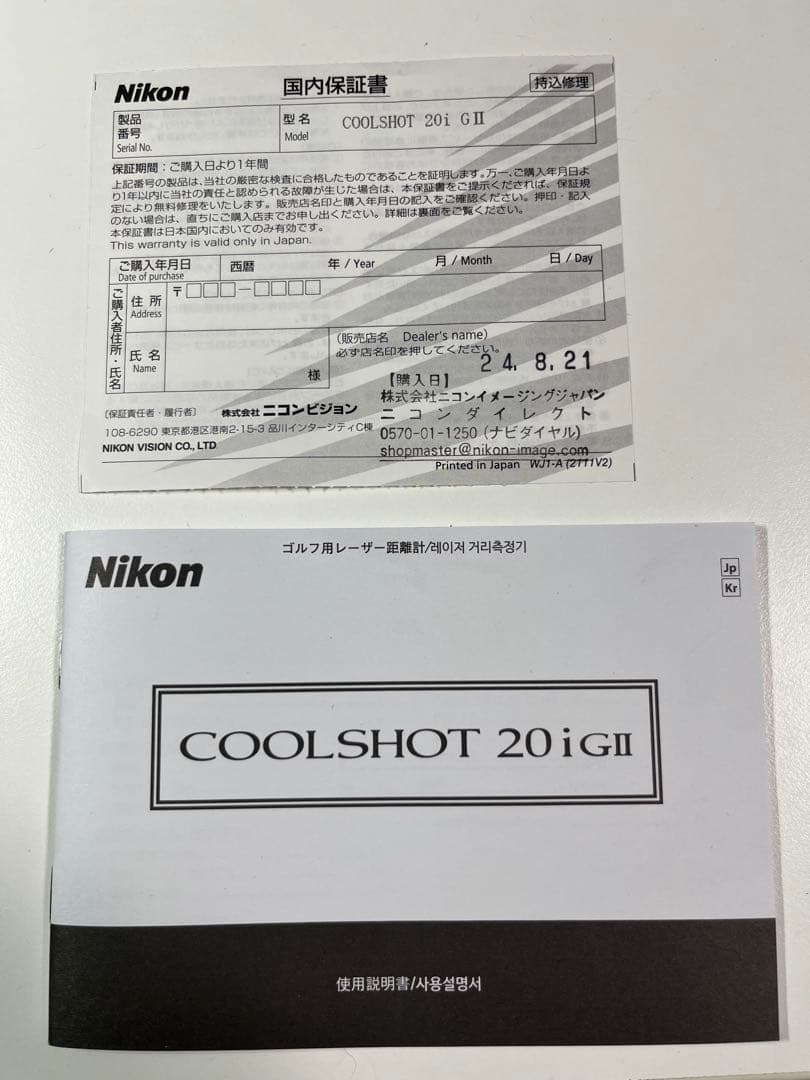 Nikon 国内保証書 持込修理
製品番号 Serial No. 型名 Model COOLSHOT 20i GⅡ
保証期間：ご購入日より1年間
上記番号の製品は、当社の厳密な検査に合格したものであることを証明します。万一、ご購入年月日よ
り1年以内に当社の責任と認められる故障が生じた場合は、本保証書をご提示くだされば、保証規
定により無料修理をいたします。販売店名印と購入年月日の記入をご確認ください。押印・記入
のない場合は、直ちにご購入店までお申し出ください。詳細は裏面をご覧ください。
本保証書は日本国内においてのみ有効です。
This warranty is valid only in Japan.
ご購入年月日 Date of purchase 西暦 年 / Year 月 / Month 日 / Day
ご購入者住所・氏名
住所 Address 〒
氏名 Name 様
(販売店名 Dealer's name)
必ず店名印を押してください。
24. 8. 21
【購入日】
株式会社ニコンイメージングジャパン
ニコンダイレクト
0570-01-1250 (ナビダイヤル)
shopmaster@nikon-image.com
〔保証責任者・履行者〕 株式会社 ニコンビジョン
108-6290 東京都港区港南2-15-3 品川インターシティC棟
NIKON VISION CO., LTD.
Printed in Japan WJ1-A (2111V2)
ゴルフ用レーザー距離計/레이저 거리측정기
Nikon
Jp
Kr
COOLSHOT 20 i GⅡ
使用説明書/사용설명서